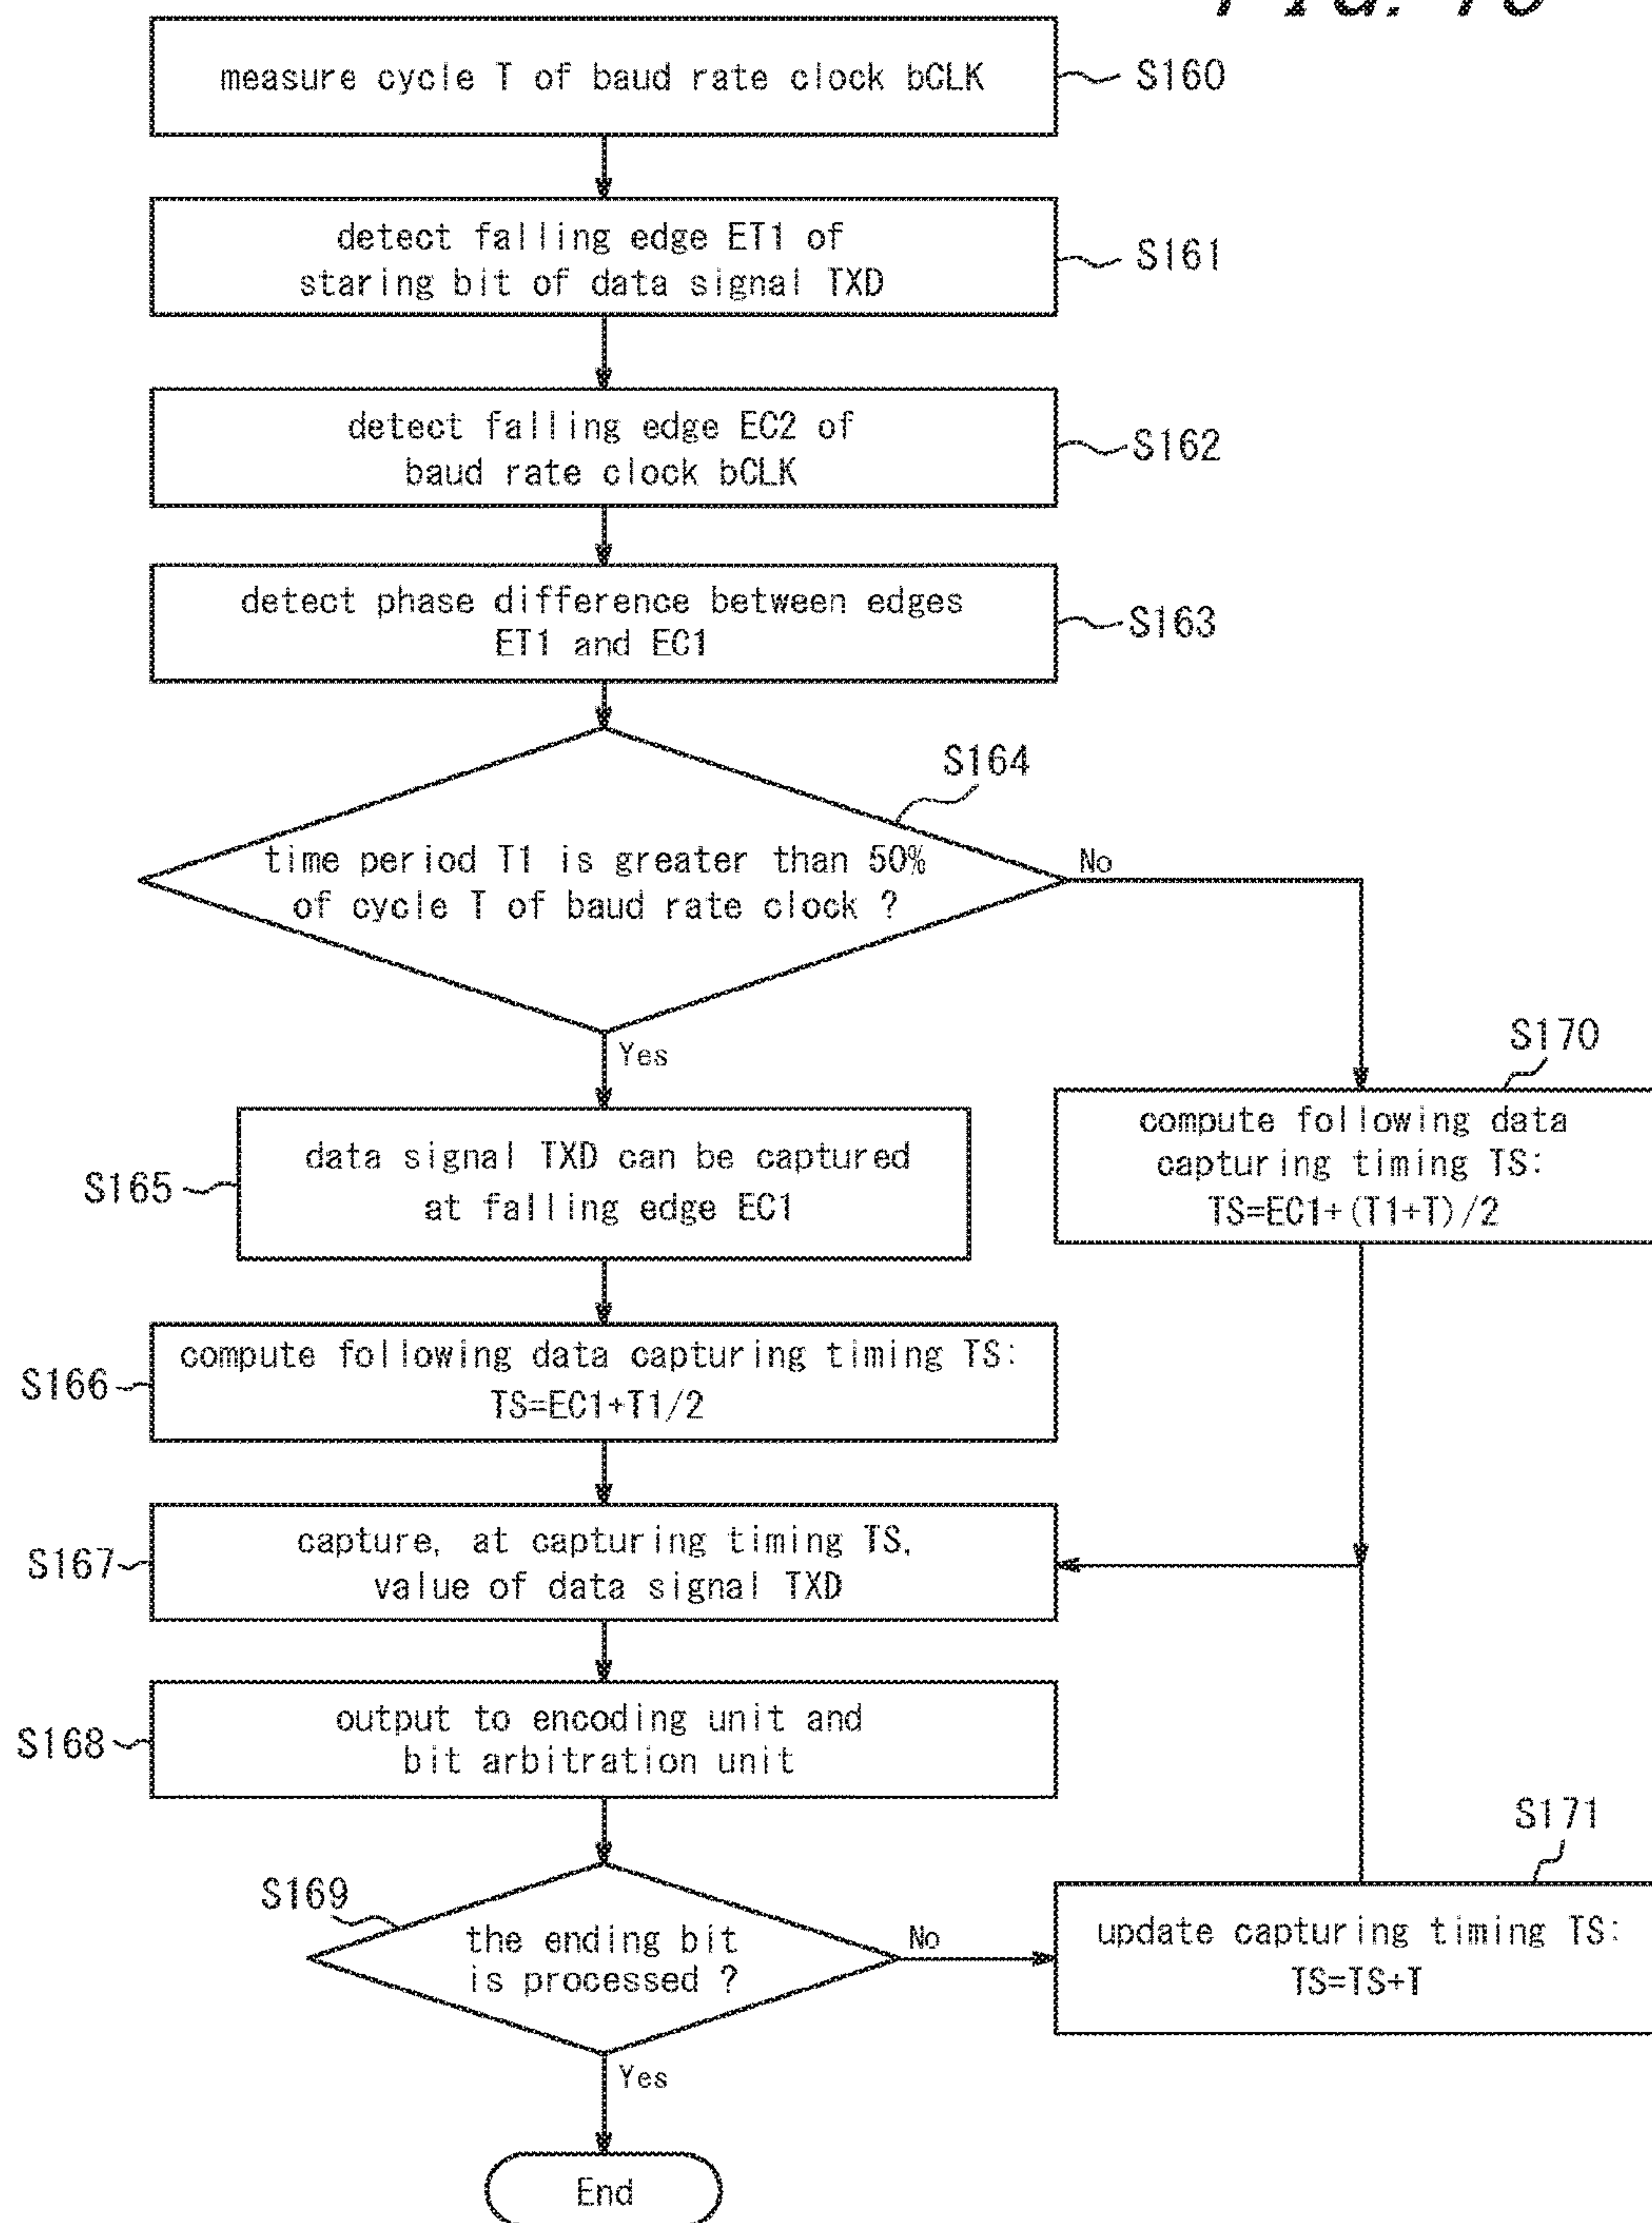 measure cycle T of baud rate clock bCLK
S160
detect falling edge ET1 of
staring bit of data signal TXD
S161
detect falling edge EC2 of
baud rate clock bCLK
S162
detect phase difference between edges
ET1 and EC1
S163
S164
time period T1 is greater than 50%
of cycle T of baud rate clock ?
No
Yes
S170
compute following data
capturing timing TS:
TS=EC1+(T1+T)/2
S165
data signal TXD can be captured
at falling edge EC1
S166
compute following data capturing timing TS:
TS=EC1+T1/2
S167
capture, at capturing timing TS,
value of data signal TXD
S168
output to encoding unit and
bit arbitration unit
S169
the ending bit
is processed ?
No
S171
update capturing timing TS:
TS=TS+T
Yes
End